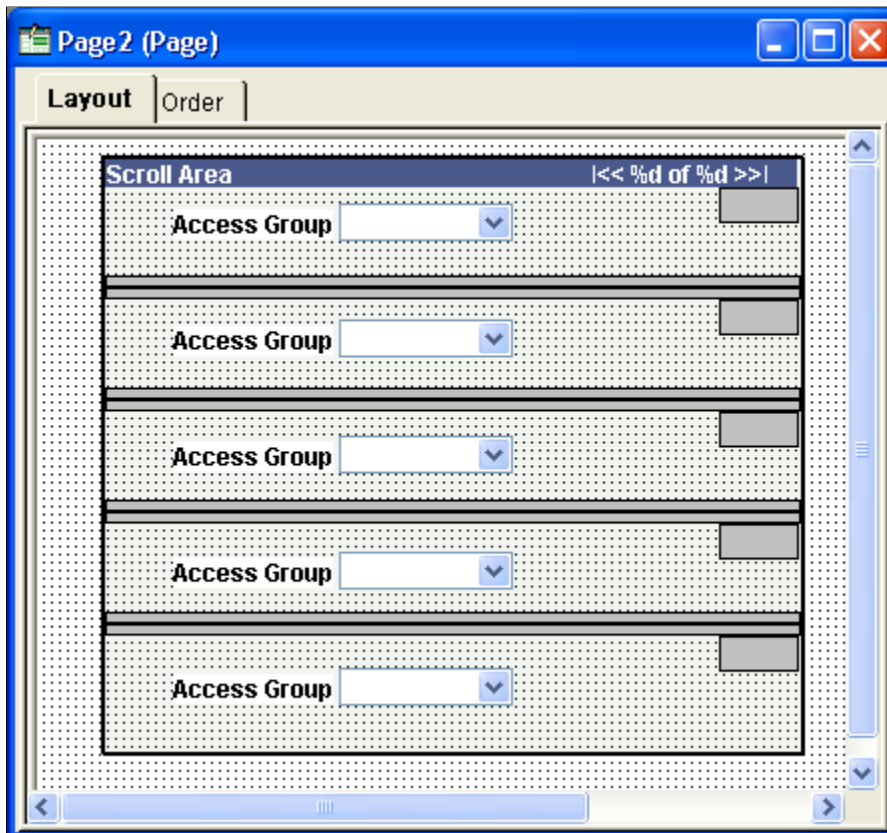 Page2 (Page)
Layout Order
Scroll Area |<< %d of %d >>|
Access Group
Access Group
Access Group
Access Group
Access Group